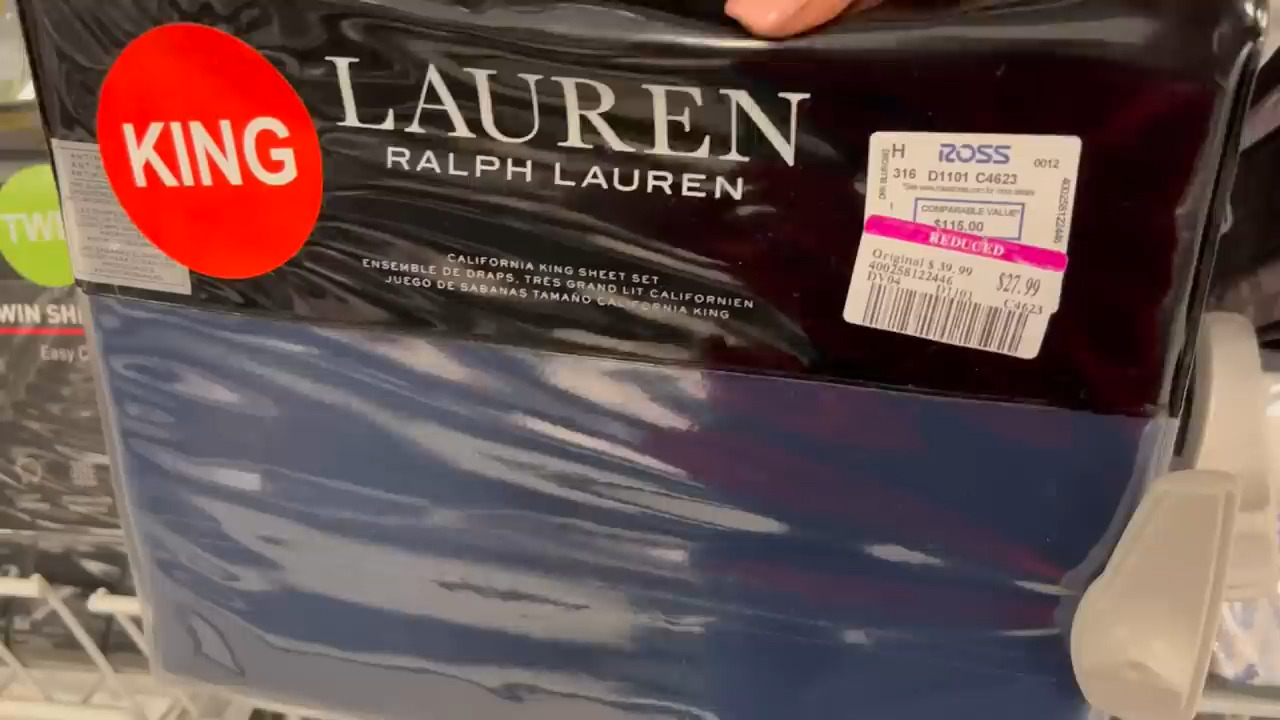 KING
LAUREN
RALPH LAUREN
CALIFORNIA KING SHEET SET
ENSEMBLE DE DRAPS, TRÈS GRAND LIT CALIFORNIEN
JUEGO DE SABANAS TAMAÑO CALIFORNIA KING
H ROSS 0012
316 D1101 C4623
COMPARABLE VALUE*
$115.00
REDUCED
Original $ 39.99
400258122446 $27.99
DY04 D1101 C4623
400258122446
TWI
WIN SH
Easy C